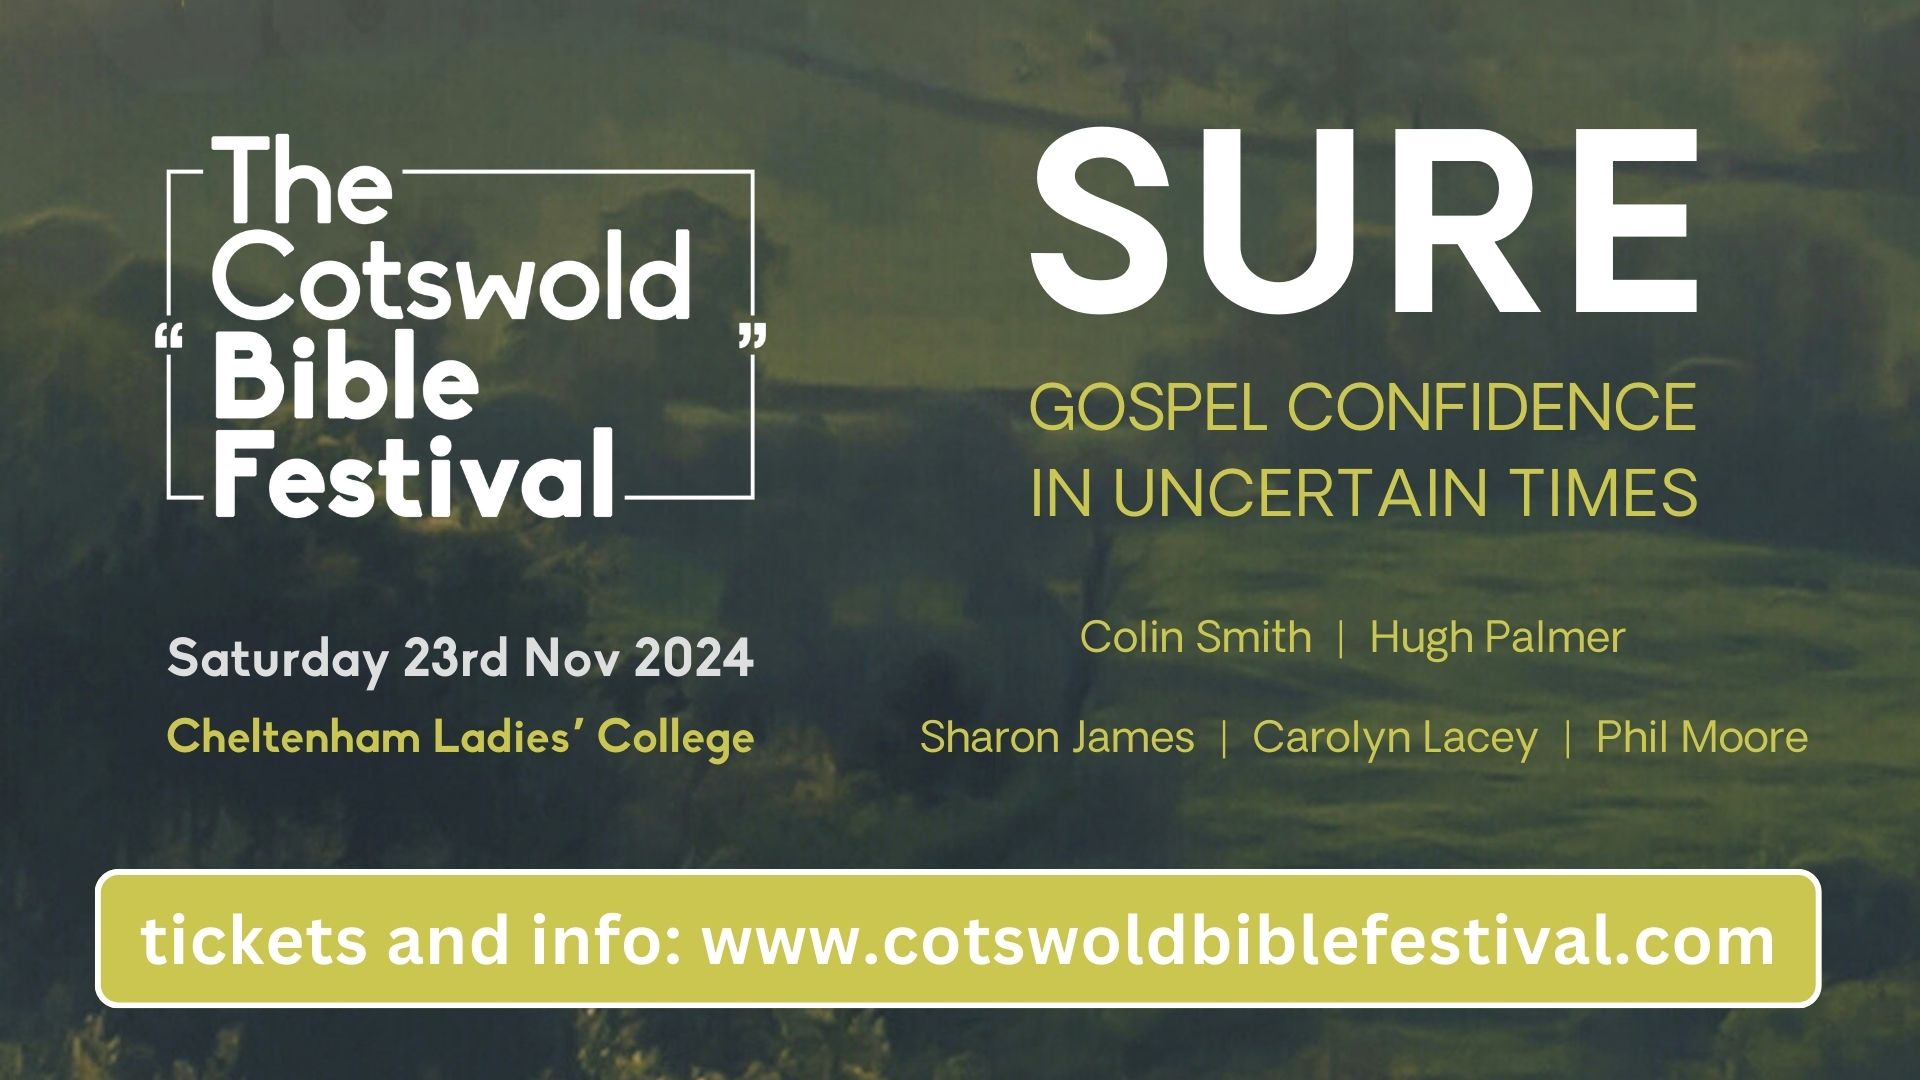 The
Cotswold
“Bible”
Festival
Saturday 23rd Nov 2024
Cheltenham Ladies’ College
SURE
GOSPEL CONFIDENCE
IN UNCERTAIN TIMES
Colin Smith | Hugh Palmer
Sharon James | Carolyn Lacey | Phil Moore
tickets and info: www.cotswoldbiblefestival.com